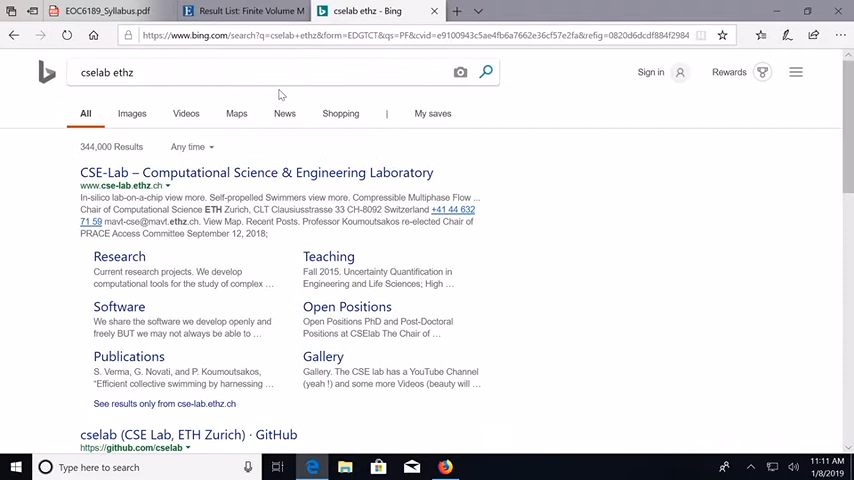 EOC6189_Syllabus.pdf
Result List: Finite Volume M
cselab ethz - Bing
https://www.bing.com/search?q=cselab+ethz&form=EDGTCT&qs=PF&cvid=e9100943c5ae4fb6a7662e36cf57e2fa&refig=0820d6dcdf884f2984
cselab ethz
Sign in
Rewards
All
Images
Videos
Maps
News
Shopping
|
My saves
344,000 Results
Any time
CSE-Lab – Computational Science & Engineering Laboratory
www.cse-lab.ethz.ch
In-silico lab-on-a-chip view more. Self-propelled Swimmers view more. Compressible Multiphase Flow ...
Chair of Computational Science ETH Zurich, CLT Clausiusstrasse 33 CH-8092 Switzerland +41 44 632
71 59 mavt-cse@mavt.ethz.ch. View Map. Recent Posts. Professor Koumoutsakos re-elected Chair of
PRACE Access Committee September 12, 2018;
Research
Current research projects. We develop
computational tools for the study of complex ...
Teaching
Fall 2015. Uncertainty Quantification in
Engineering and Life Sciences; High ...
Software
We share the software we develop openly and
freely BUT we may not always be able to ...
Open Positions
Open Positions PhD and Post-Doctoral
Positions at CSElab The Chair of ...
Publications
S. Verma, G. Novati, and P. Koumoutsakos,
"Efficient collective swimming by harnessing ...
Gallery
Gallery. The CSE lab has a YouTube Channel
(yeah !) and some more Videos (beauty will ...
See results only from cse-lab.ethz.ch
cselab (CSE Lab, ETH Zurich) · GitHub
https://github.com/cselab
Type here to search
11:11 AM
1/8/2019